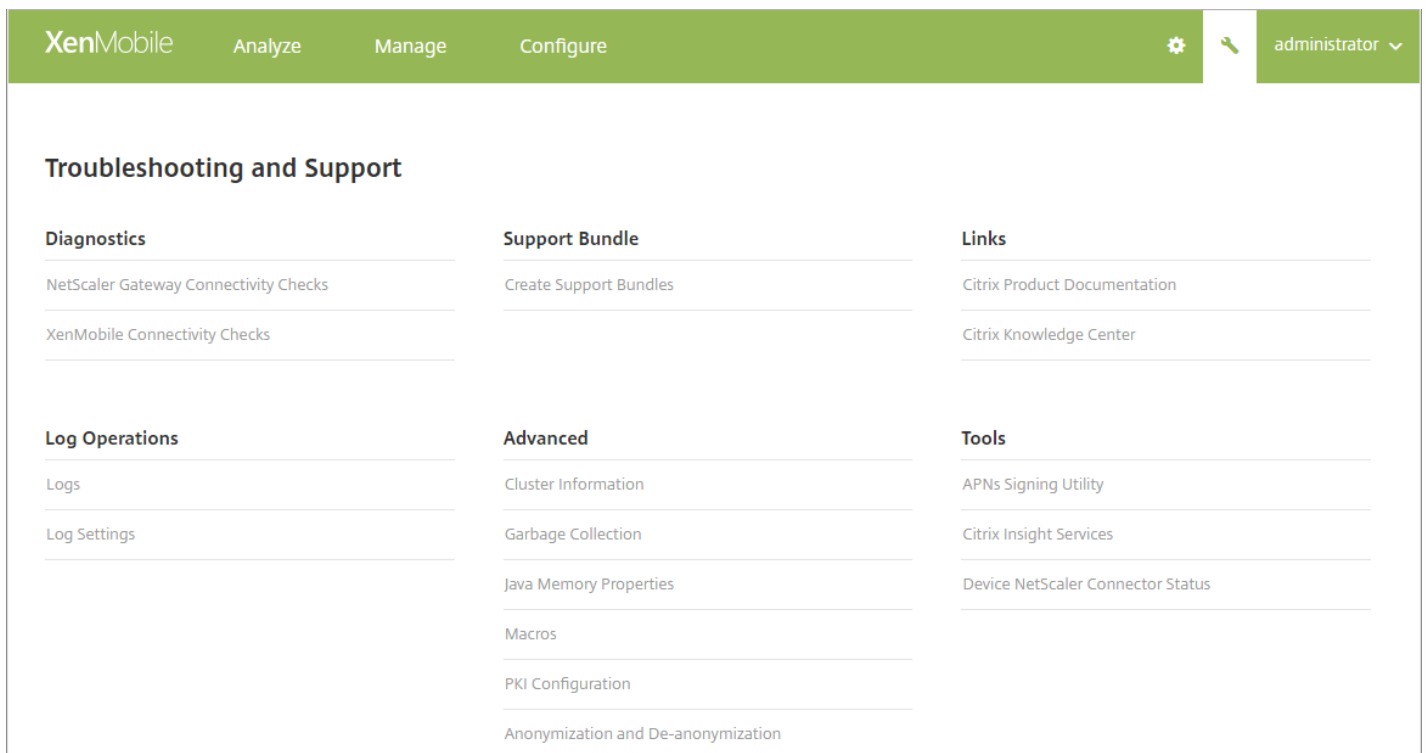 XenMobile Analyze Manage Configure administrator
Troubleshooting and Support
Diagnostics
NetScaler Gateway Connectivity Checks
XenMobile Connectivity Checks
Support Bundle
Create Support Bundles
Links
Citrix Product Documentation
Citrix Knowledge Center
Log Operations
Logs
Log Settings
Advanced
Cluster Information
Garbage Collection
Java Memory Properties
Macros
PKI Configuration
Anonymization and De-anonymization
Tools
APNs Signing Utility
Citrix Insight Services
Device NetScaler Connector Status